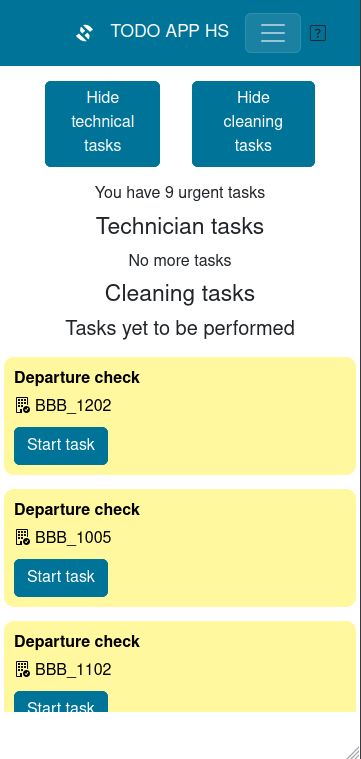 TODO APP HS
?
Hide
technical
tasks
Hide
cleaning
tasks
You have 9 urgent tasks
Technician tasks
No more tasks
Cleaning tasks
Tasks yet to be performed
Departure check
BBB_1202
Start task
Departure check
BBB_1005
Start task
Departure check
BBB_1102
Start task